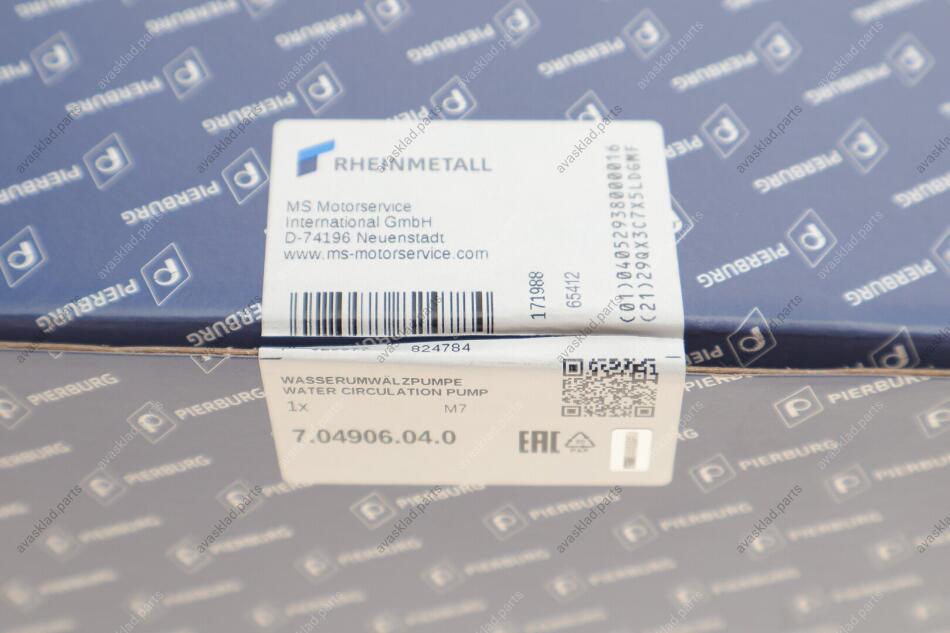 RHEINMETALL
MS Motorservice
International GmbH
D-74196 Neuenstadt
www.ms-motorservice.com
171988
65412
(01)04052938000016
(21)29QX3C7X5LDGMF
824784
WASSERUMWÄLZPUMPE
WATER CIRCULATION PUMP
1x M7
7.04906.04.0
EAC
PIERBURG
avasklad.parts